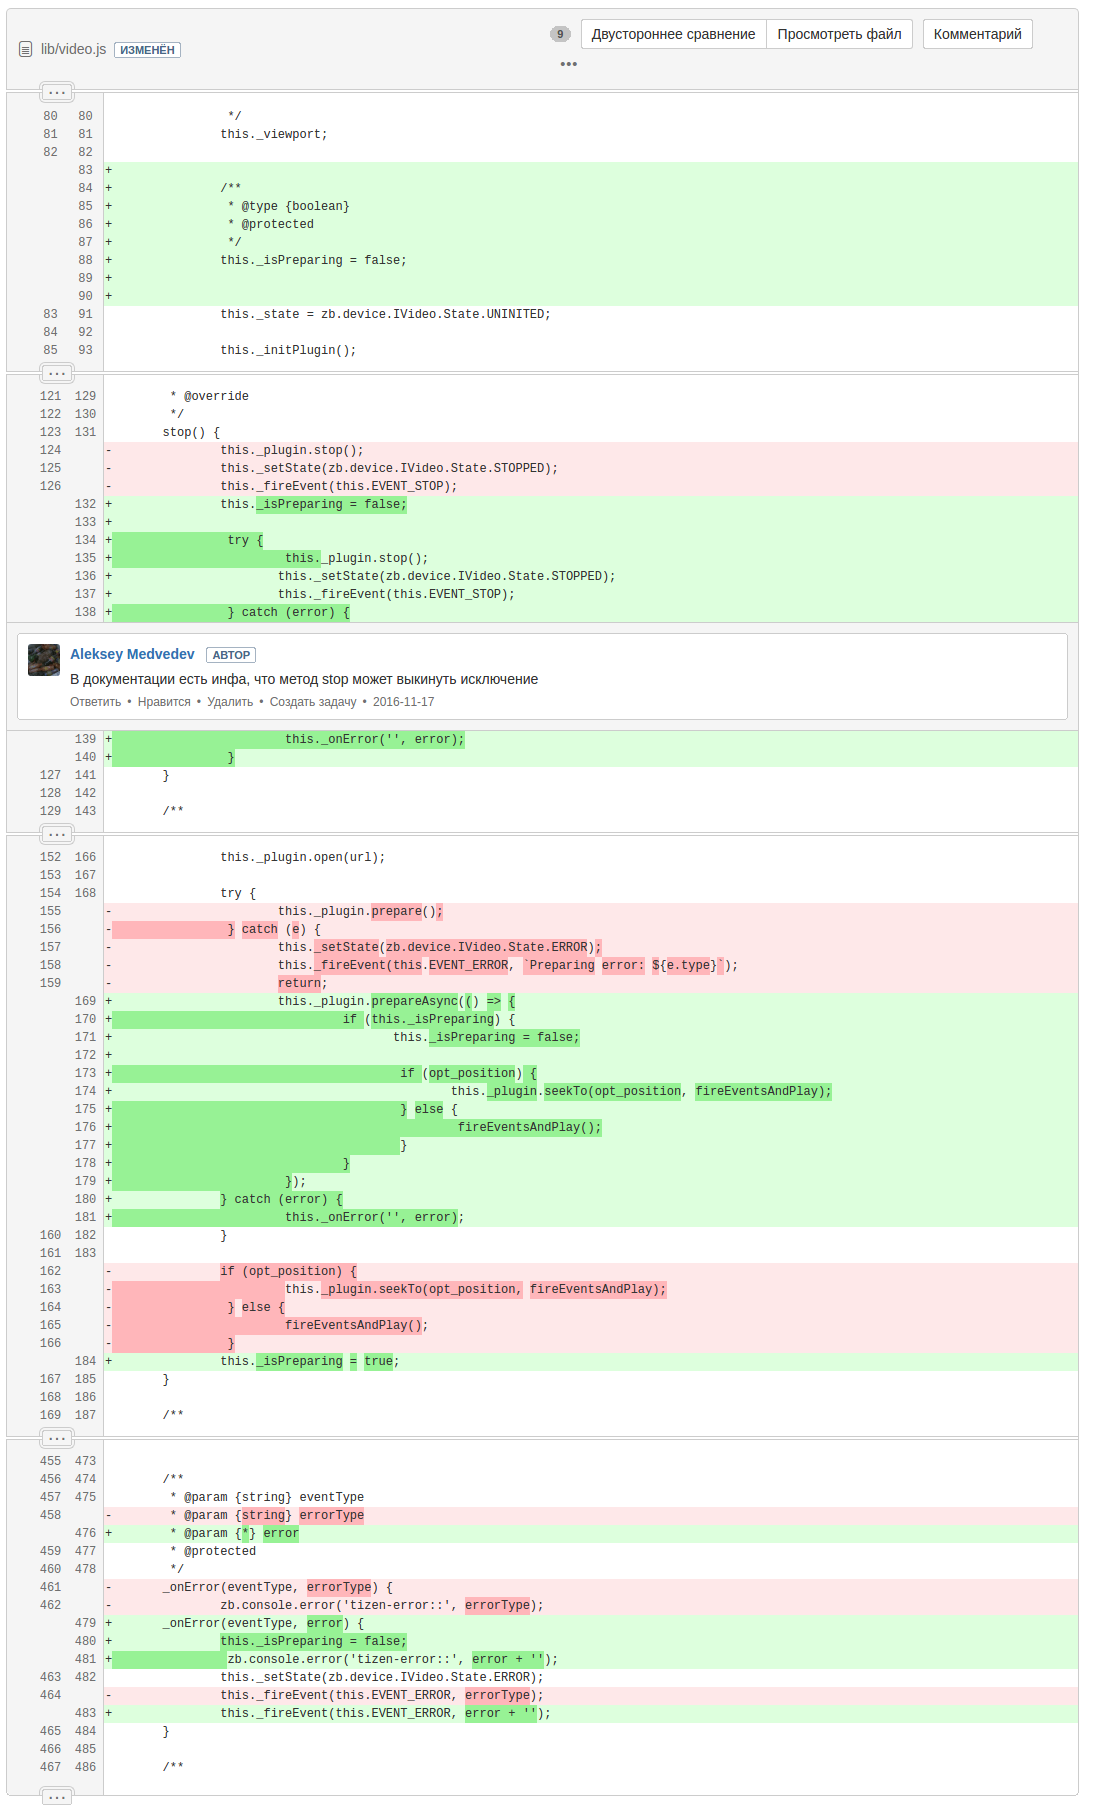 lib/video.js ИЗМЕНЁН 9 Двустороннее сравнение Просмотреть файл Комментарий
•••
...
80 80 */
81 81 this._viewport;
82 82
83 +
84 + /**
85 + * @type {boolean}
86 + * @protected
87 + */
88 + this._isPreparing = false;
89 +
90 +
83 91 this._state = zb.device.IVideo.State.UNINITED;
84 92
85 93 this._initPlugin();
...
121 129 * @override
122 130 */
123 131 stop() {
124 - this._plugin.stop();
125 - this._setState(zb.device.IVideo.State.STOPPED);
126 - this._fireEvent(this.EVENT_STOP);
132 + this._isPreparing = false;
133 +
134 + try {
135 + this._plugin.stop();
136 + this._setState(zb.device.IVideo.State.STOPPED);
137 + this._fireEvent(this.EVENT_STOP);
138 + } catch (error) {
Aleksey Medvedev АВТОР
В документации есть инфа, что метод stop может выкинуть исключение
Ответить • Нравится • Удалить • Создать задачу • 2016-11-17
139 + this._onError('', error);
140 + }
127 141 }
128 142
129 143 /**
...
152 166 this._plugin.open(url);
153 167
154 168 try {
155 - this._plugin.prepare();
156 - } catch (e) {
157 - this._setState(zb.device.IVideo.State.ERROR);
158 - this._fireEvent(this.EVENT_ERROR, `Preparing error: ${e.type}`);
159 - return;
169 + this._plugin.prepareAsync(() => {
170 + if (this._isPreparing) {
171 + this._isPreparing = false;
172 +
173 + if (opt_position) {
174 + this._plugin.seekTo(opt_position, fireEventsAndPlay);
175 + } else {
176 + fireEventsAndPlay();
177 + }
178 + }
179 + });
180 + } catch (error) {
181 + this._onError('', error);
160 182 }
161 183
162 - if (opt_position) {
163 - this._plugin.seekTo(opt_position, fireEventsAndPlay);
164 - } else {
165 - fireEventsAndPlay();
166 - }
184 + this._isPreparing = true;
167 185 }
168 186
169 187 /**
...
455 473
456 474 /**
457 475 * @param {string} eventType
458 - * @param {string} errorType
476 + * @param {*} error
459 477 * @protected
460 478 */
461 - _onError(eventType, errorType) {
462 - zb.console.error('tizen-error::', errorType);
479 + _onError(eventType, error) {
480 + this._isPreparing = false;
481 + zb.console.error('tizen-error::', error + '');
463 482 this._setState(zb.device.IVideo.State.ERROR);
464 - this._fireEvent(this.EVENT_ERROR, errorType);
483 + this._fireEvent(this.EVENT_ERROR, error + '');
465 484 }
466 485
467 486 /**
...